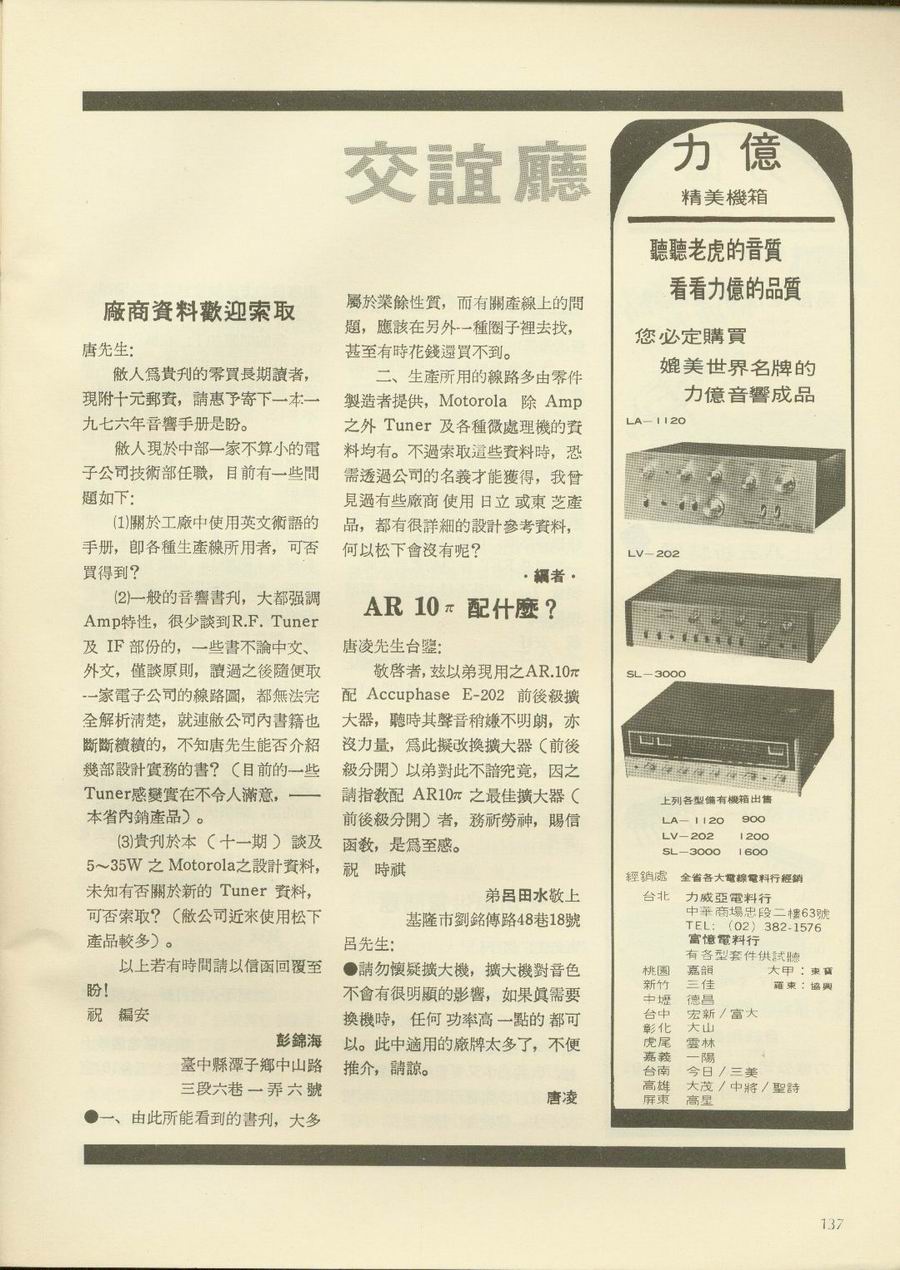 交誼廳
廠商資料歡迎索取
唐先生:
敝人爲貴刋的零買長期讀者，
現附十元郵資，請惠予寄下一本一
九七六年音響手册是盼。
敝人現於中部一家不算小的電
子公司技術部任職，目前有一些問
題如下:
⑴關於工廠中使用英文術語的
手册，卽各種生產線所用者，可否
買得到？
⑵一般的音響書刋，大都强調
Amp特性，很少談到R.F. Tuner
及 IF 部份的，一些書不論中文、
外文，僅談原則，讀過之後隨便取
一家電子公司的線路圖，都無法完
全解析清楚，就連敝公司內書籍也
斷斷續續的，不知唐先生能否介紹
幾部設計實務的書？（目前的一些
Tuner感變實在不令人滿意，——
本省內銷產品）。
⑶貴刋於本（十一期）談及
5～35W 之 Motorola之設計資料，
未知有否關於新的 Tuner 資料，
可否索取？（敝公司近來使用松下
產品較多）。
以上若有時間請以信函回覆至
盼！
祝　編安
彭錦海
臺中縣潭子鄉中山路
三段六巷一弄六號
●一、由此所能看到的書刋，大多
屬於業餘性質，而有關產線上的問
題，應該在另外一種圈子裡去找，
甚至有時花錢還買不到。
二、生產所用的線路多由零件
製造者提供，Motorola 除 Amp
之外 Tuner 及各種微處理機的資
料均有。不過索取這些資料時，恐
需透過公司的名義才能獲得，我曾
見過有些廠商使用日立或東芝產
品，都有很詳細的設計參考資料，
何以松下會沒有呢？
・編者・
AR 10π 配什麼？
唐凌先生台鑒:
敬啓者，玆以弟現用之AR.10π
配 Accuphase E-202 前後級擴
大器，聽時其聲音稍嫌不明朗，亦
沒力量，爲此擬改換擴大器（前後
級分開）以弟對此不諳究竟，因之
請指教配 AR10π 之最佳擴大器（
前後級分開）者，務祈勞神，賜信
函敎，是爲至感。
祝　時祺
弟呂田水敬上
基隆市劉銘傳路48巷18號
呂先生:
●請勿懷疑擴大機，擴大機對音色
不會有很明顯的影響，如果眞需要
換機時，任何功率高一點的都可
以。此中適用的廠牌太多了，不便
推介，請諒。
唐凌
力億
精美機箱
聽聽老虎的音質
看看力億的品質
您必定購買
媲美世界名牌的
力億音響成品
LA—1120
LV—202
SL—3000
上列各型備有機箱出售
LA—1120　900
LV—202　1200
SL—3000　1600
經銷處　全省各大電線電料行經銷
台北　力威亞電料行
中華商場忠段二樓63號
TEL:（02）382-1576
富憶電料行
有各型套件供試聽
桃園　嘉韻　大甲：東寶
新竹　三佳　羅東：協興
中壢　德昌
台中　宏新／富大
彰化　大山
虎尾　雲林
嘉義　一陽
台南　今日／三美
高雄　大茂／中將／聖詩
屏東　高星
137